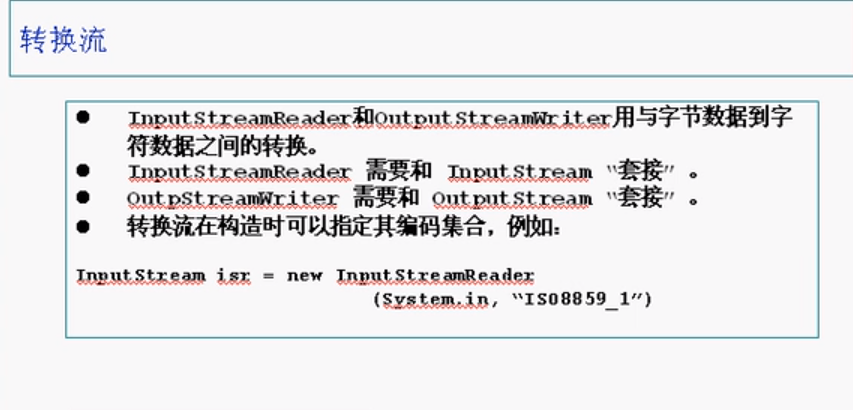 转换流
● InputStreamReader和OutputStreamWriter用与字节数据到字
符数据之间的转换。
● InputStreamReader 需要和 InputStream “套接” 。
● OutpStreamWriter 需要和 OutputStream “套接” 。
● 转换流在构造时可以指定其编码集合，例如：
InputStream isr = new InputStreamReader
(System.in, “ISO8859_1”)